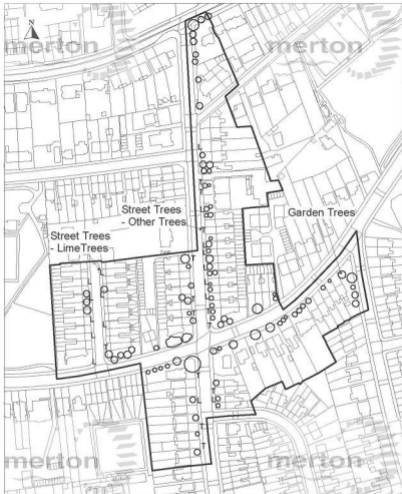 N
merton
merton
Street Trees
- Other Trees
Garden Trees
Street Trees
- LimeTrees
merton
merton